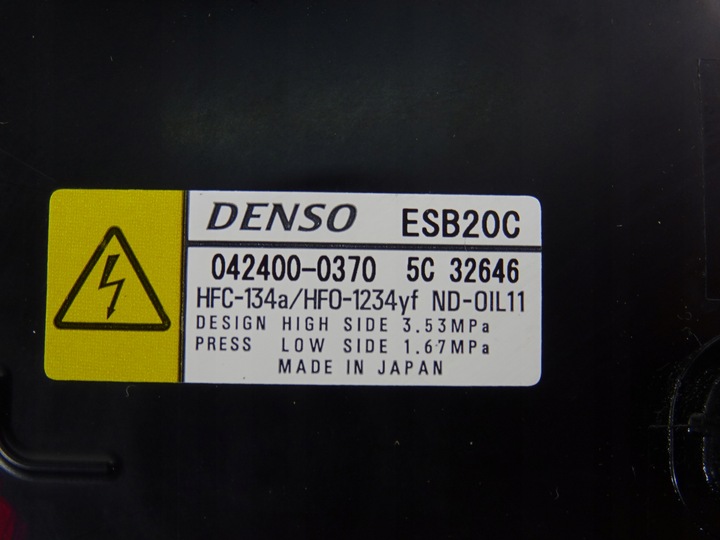 DENSO ESB20C
042400-0370 5C 32646
HFC-134a/HFO-1234yf ND-OIL11
DESIGN HIGH SIDE 3.53MPa
PRESS LOW SIDE 1.67MPa
MADE IN JAPAN